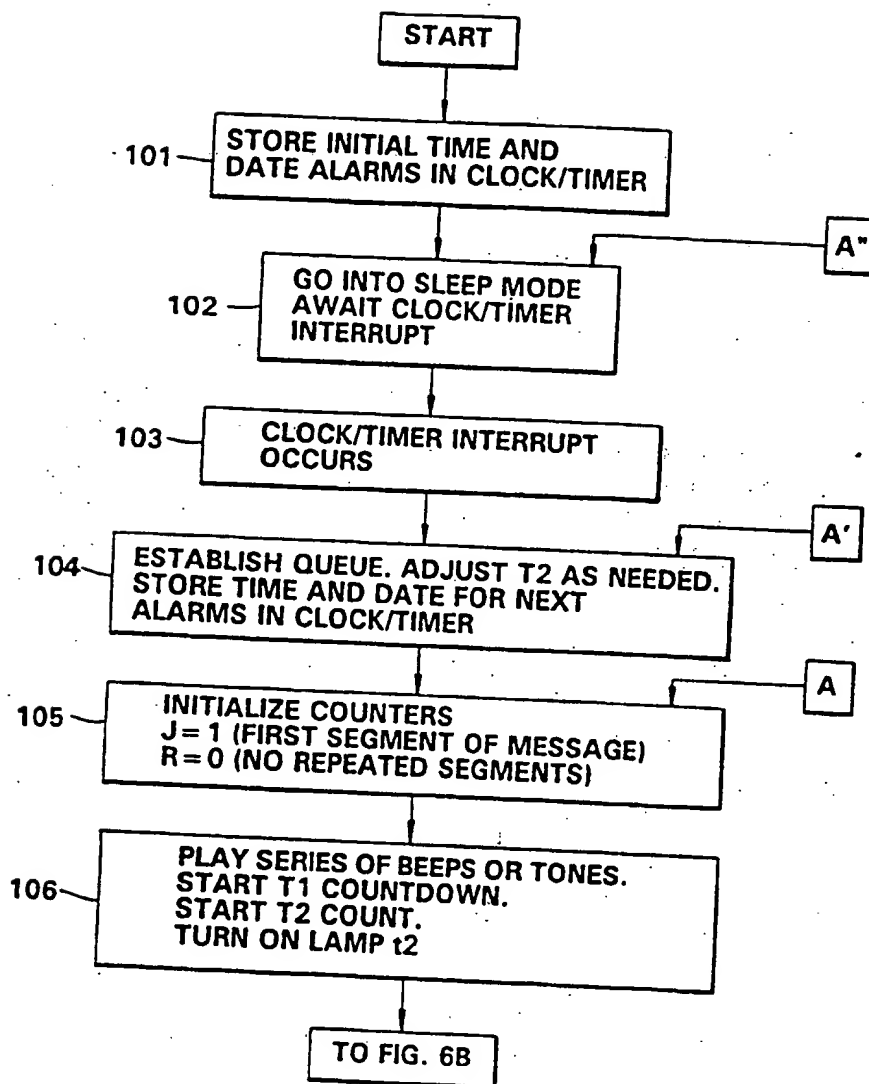 START
101
STORE INITIAL TIME AND
DATE ALARMS IN CLOCK/TIMER
A"
102
GO INTO SLEEP MODE
AWAIT CLOCK/TIMER
INTERRUPT
103
CLOCK/TIMER INTERRUPT
OCCURS
A'
104
ESTABLISH QUEUE. ADJUST T2 AS NEEDED.
STORE TIME AND DATE FOR NEXT
ALARMS IN CLOCK/TIMER
A
105
INITIALIZE COUNTERS
J = 1 (FIRST SEGMENT OF MESSAGE)
R = 0 (NO REPEATED SEGMENTS)
106
PLAY SERIES OF BEEPS OR TONES.
START T1 COUNTDOWN.
START T2 COUNT.
TURN ON LAMP t2
TO FIG. 6B